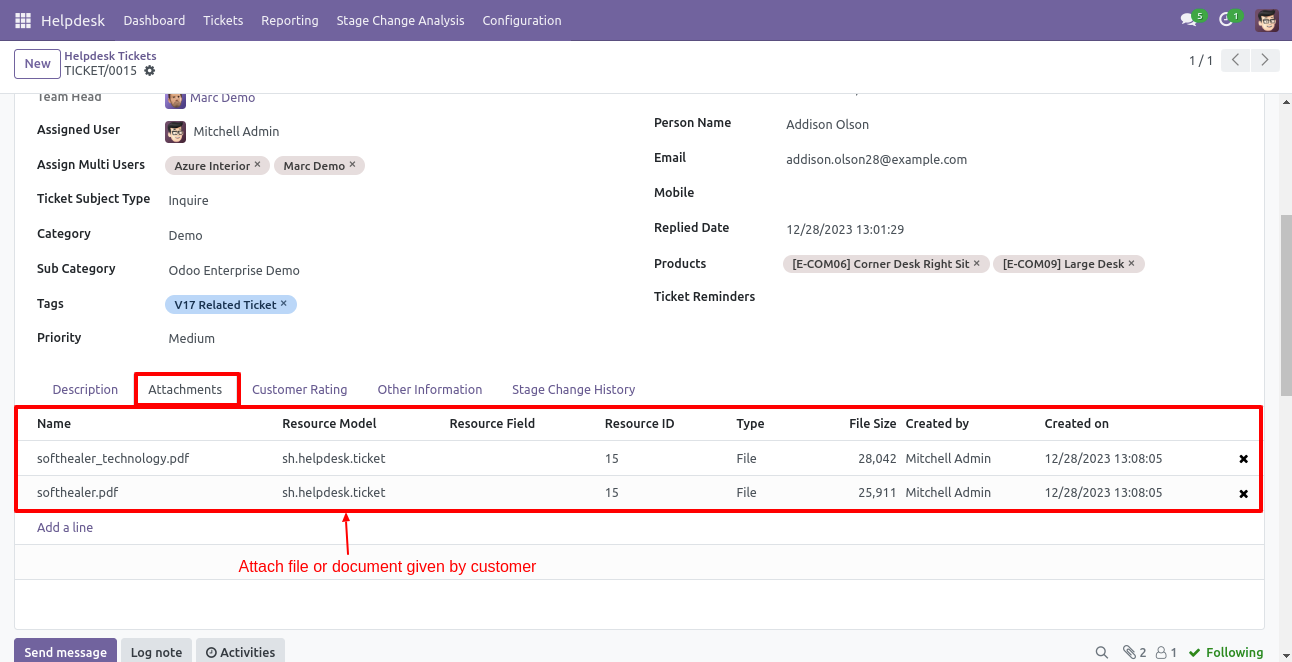 Helpdesk Dashboard Tickets Reporting Stage Change Analysis Configuration 5 1
New Helpdesk Tickets
TICKET/0015
1 / 1
Team Head Marc Demo
Assigned User Mitchell Admin
Assign Multi Users Azure Interior × Marc Demo ×
Ticket Subject Type Inquire
Category Demo
Sub Category Odoo Enterprise Demo
Tags V17 Related Ticket ×
Priority Medium
Person Name Addison Olson
Email addison.olson28@example.com
Mobile
Replied Date 12/28/2023 13:01:29
Products [E-COM06] Corner Desk Right Sit × [E-COM09] Large Desk ×
Ticket Reminders
Description Attachments Customer Rating Other Information Stage Change History
Name Resource Model Resource Field Resource ID Type File Size Created by Created on
softhealer_technology.pdf sh.helpdesk.ticket 15 File 28,042 Mitchell Admin 12/28/2023 13:08:05
softhealer.pdf sh.helpdesk.ticket 15 File 25,911 Mitchell Admin 12/28/2023 13:08:05
Add a line
Attach file or document given by customer
Send message Log note Activities 2 1 Following